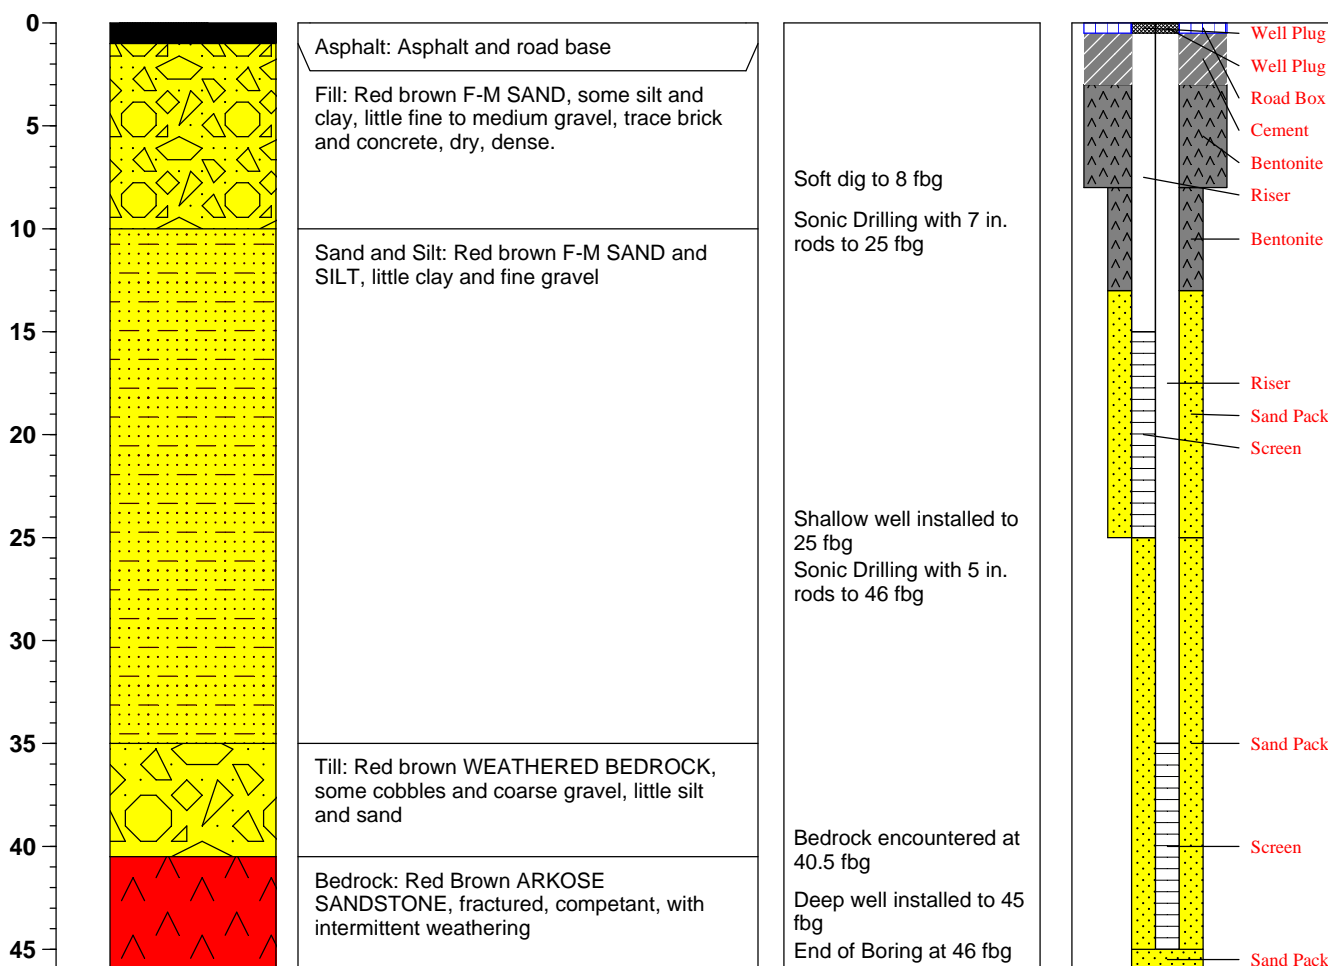 0
5
10
15
20
25
30
35
40
45
Asphalt: Asphalt and road base
Fill: Red brown F-M SAND, some silt and
clay, little fine to medium gravel, trace brick
and concrete, dry, dense.
Sand and Silt: Red brown F-M SAND and
SILT, little clay and fine gravel
Till: Red brown WEATHERED BEDROCK,
some cobbles and coarse gravel, little silt
and sand
Bedrock: Red Brown ARKOSE
SANDSTONE, fractured, competant, with
intermittent weathering
Soft dig to 8 fbg
Sonic Drilling with 7 in.
rods to 25 fbg
Shallow well installed to
25 fbg
Sonic Drilling with 5 in.
rods to 46 fbg
Bedrock encountered at
40.5 fbg
Deep well installed to 45
fbg
End of Boring at 46 fbg
Well Plug
Well Plug
Road Box
Cement
Bentonite
Riser
Bentonite
Riser
Sand Pack
Screen
Sand Pack
Screen
Sand Pack